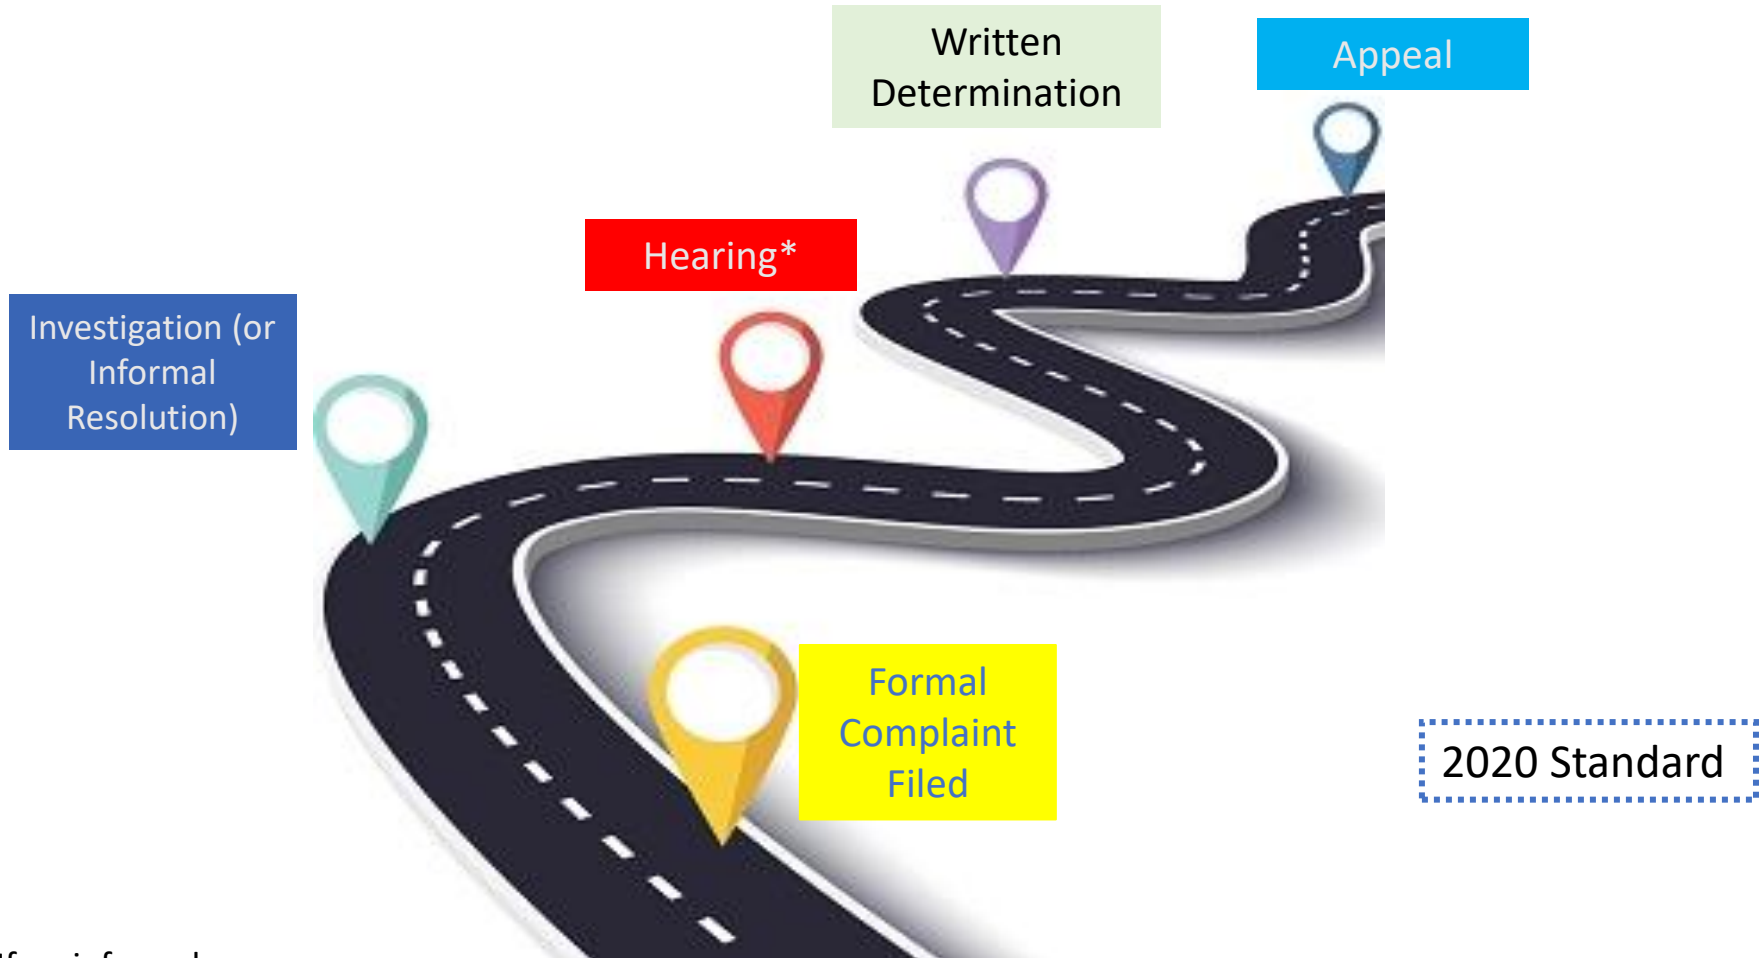 Written
Determination
Appeal
Hearing*
Investigation (or
Informal
Resolution)
Formal
Complaint
Filed
2020 Standard